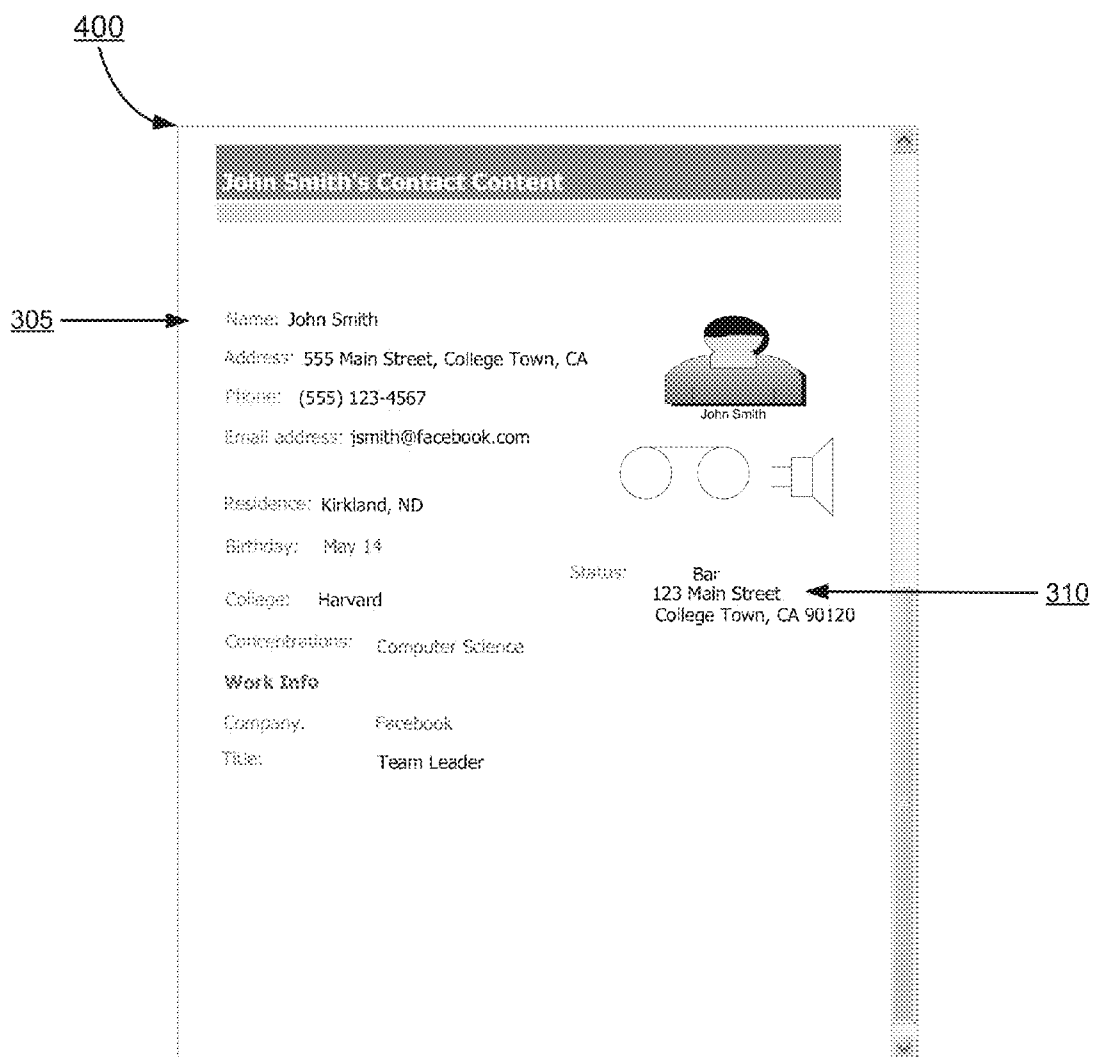 400
John Smith's Contact Content
305
Name: John Smith
Address: 555 Main Street, College Town, CA
Phone: (555) 123-4567
Email address: jsmith@facebook.com
John Smith
Residence: Kirkland, ND
Birthday: May 14
College: Harvard
Concentrations: Computer Science
Work Info
Company. Facebook
Title: Team Leader
Status: Bar
123 Main Street
College Town, CA 90120
310